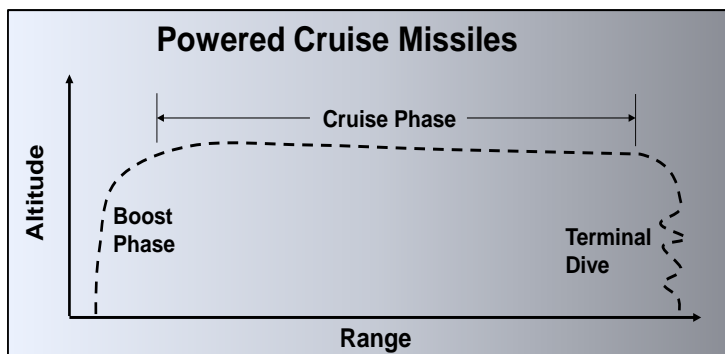 Powered Cruise Missiles
Cruise Phase
Altitude
Boost
Phase
Terminal
Dive
Range